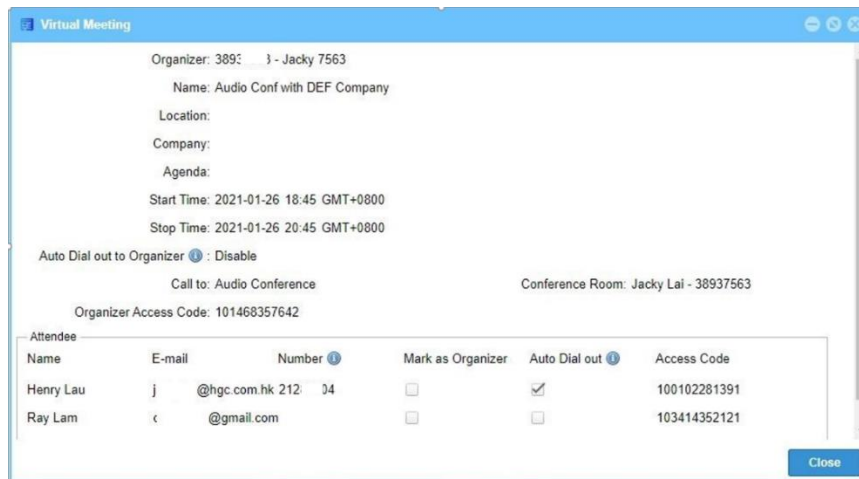 Virtual Meeting
Organizer: 3893 3 - Jacky 7563
Name: Audio Conf with DEF Company
Location:
Company:
Agenda:
Start Time: 2021-01-26 18:45 GMT+0800
Stop Time: 2021-01-26 20:45 GMT+0800
Auto Dial out to Organizer : Disable
Call to: Audio Conference Conference Room: Jacky Lai - 38937563
Organizer Access Code: 101468357642
Attendee
Name E-mail Number Mark as Organizer Auto Dial out Access Code
Henry Lau j @hgc.com.hk 212 04 100102281391
Ray Lam @gmail.com 103414352121
Close